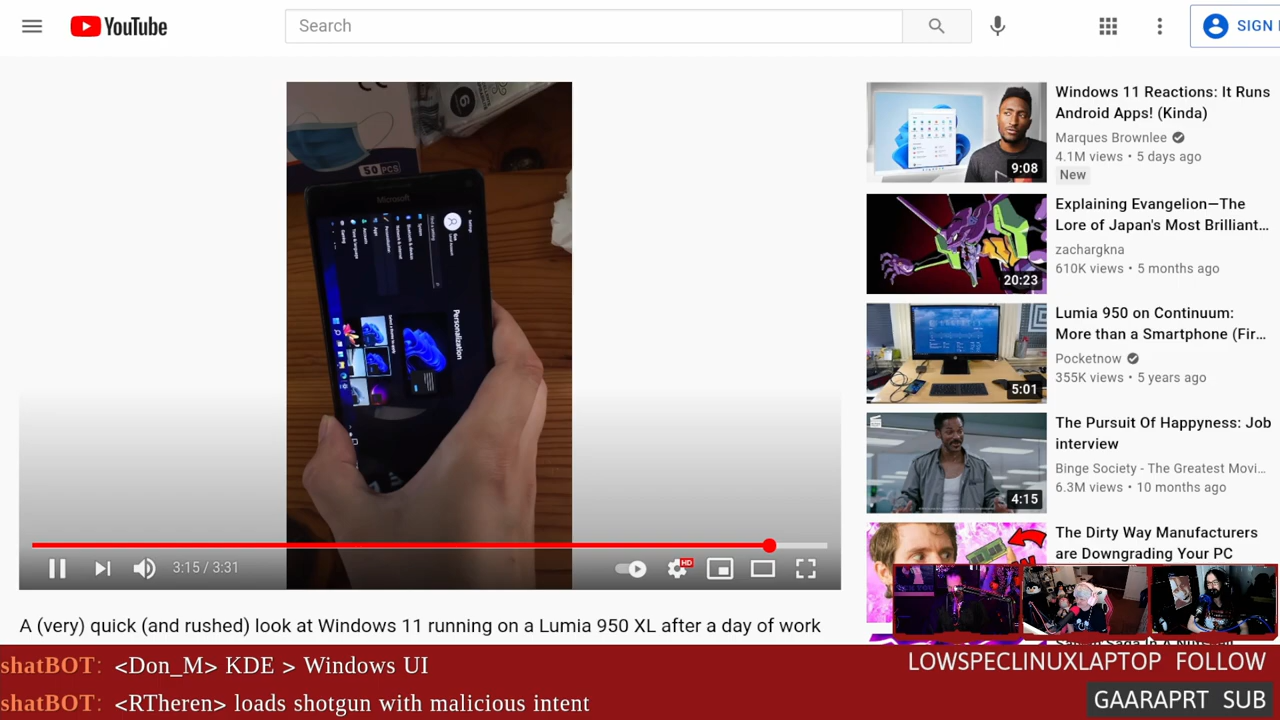 YouTube
Search
SIGN
50 PCS
Microsoft
Personalization
3:15 / 3:31
HD
A (very) quick (and rushed) look at Windows 11 running on a Lumia 950 XL after a day of work
Windows 11 Reactions: It Runs
Android Apps! (Kinda)
Marques Brownlee
4.1M views • 5 days ago
New
9:08
Explaining Evangelion—The
Lore of Japan's Most Brilliant…
zachargkna
610K views • 5 months ago
20:23
Lumia 950 on Continuum:
More than a Smartphone (Fir…
Pocketnow
355K views • 5 years ago
5:01
The Pursuit Of Happyness: Job
interview
Binge Society - The Greatest Movi…
6.3M views • 10 months ago
4:15
The Dirty Way Manufacturers
are Downgrading Your PC
shatBOT: <Don_M> KDE > Windows UI
shatBOT: <RTheren> loads shotgun with malicious intent
LOWSPECLINUXLAPTOP FOLLOW
GAARAPRT SUB